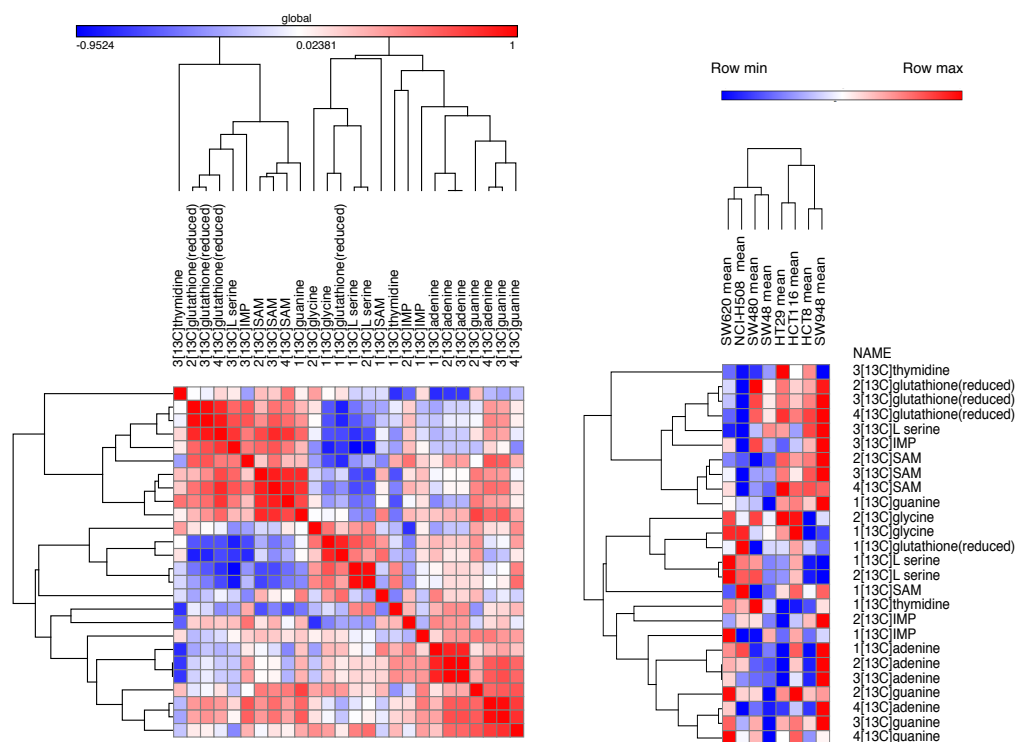 global
-0.9524 0.02381 1
3[13C]thymidine
2[13C]glutathione(reduced)
3[13C]glutathione(reduced)
4[13C]glutathione(reduced)
3[13C]L serine
3[13C]IMP
2[13C]SAM
3[13C]SAM
4[13C]SAM
1[13C]guanine
2[13C]glycine
1[13C]glycine
1[13C]glutathione(reduced)
1[13C]L serine
2[13C]L serine
1[13C]SAM
1[13C]thymidine
2[13C]IMP
1[13C]IMP
1[13C]adenine
2[13C]adenine
3[13C]adenine
2[13C]guanine
4[13C]adenine
3[13C]guanine
4[13C]guanine
Row min Row max
SW620 mean
NCI-H508 mean
SW480 mean
SW48 mean
HT29 mean
HCT116 mean
HCT8 mean
SW948 mean
NAME
3[13C]thymidine
2[13C]glutathione(reduced)
3[13C]glutathione(reduced)
4[13C]glutathione(reduced)
3[13C]L serine
3[13C]IMP
2[13C]SAM
3[13C]SAM
4[13C]SAM
1[13C]guanine
2[13C]glycine
1[13C]glycine
1[13C]glutathione(reduced)
1[13C]L serine
2[13C]L serine
1[13C]SAM
1[13C]thymidine
2[13C]IMP
1[13C]IMP
1[13C]adenine
2[13C]adenine
3[13C]adenine
2[13C]guanine
4[13C]adenine
3[13C]guanine
4[13C]guanine